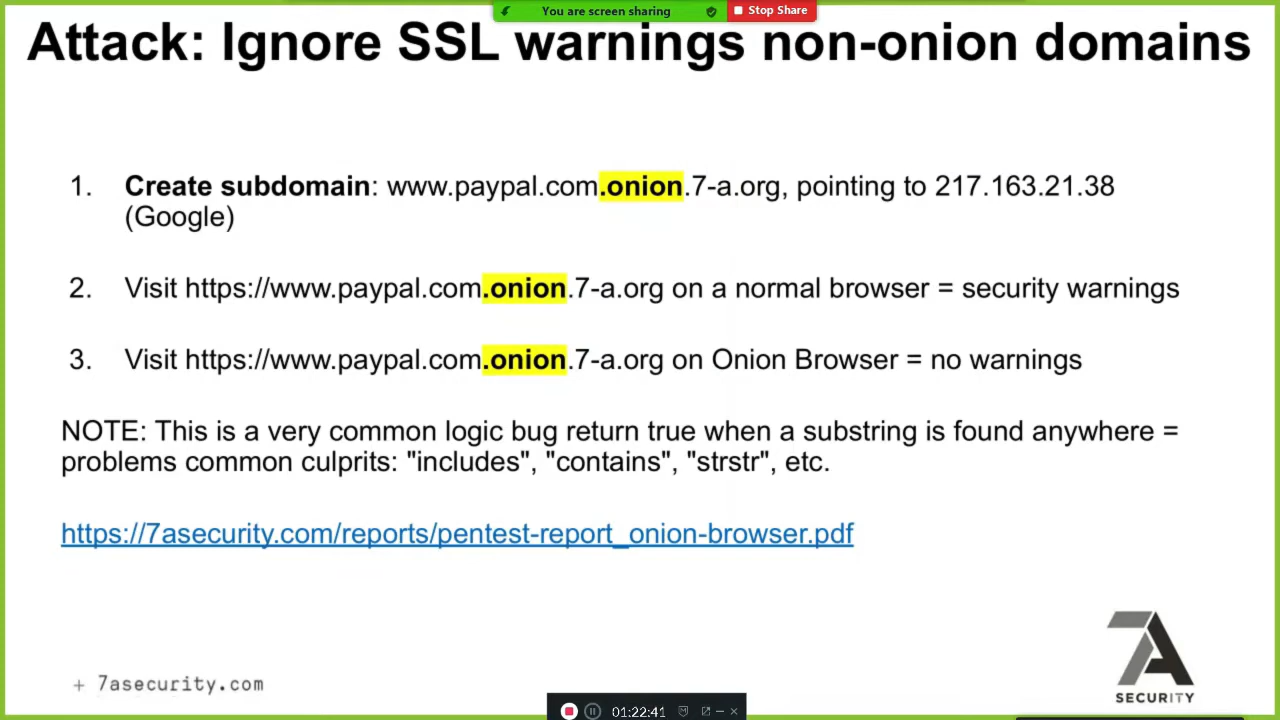 You are screen sharing
Stop Share
Attack: Ignore SSL warnings non-onion domains
1. Create subdomain: www.paypal.com.onion.7-a.org, pointing to 217.163.21.38
(Google)
2. Visit https://www.paypal.com.onion.7-a.org on a normal browser = security warnings
3. Visit https://www.paypal.com.onion.7-a.org on Onion Browser = no warnings
NOTE: This is a very common logic bug return true when a substring is found anywhere =
problems common culprits: "includes", "contains", "strstr", etc.
https://7asecurity.com/reports/pentest-report_onion-browser.pdf
+ 7asecurity.com
7A
SECURITY
01:22:41